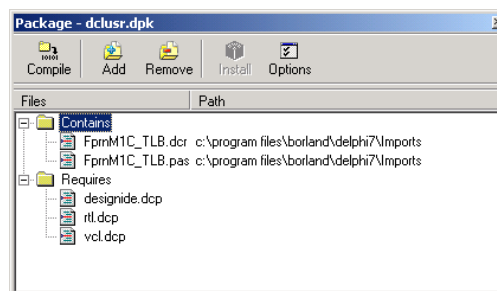 Package - dclusr.dpk
Compile Add Remove Install Options
Files Path
Contains
FprnM1C_TLB.dcr c:\program files\borland\delphi7\Imports
FprnM1C_TLB.pas c:\program files\borland\delphi7\Imports
Requires
designide.dcp
rtl.dcp
vcl.dcp